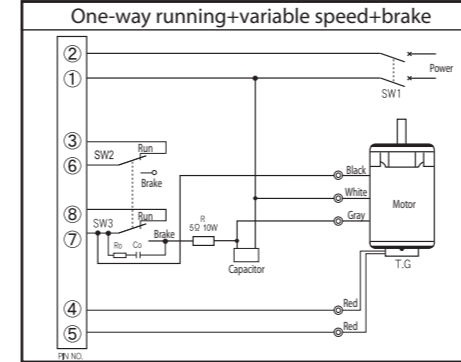 One-way running+variable speed+brake
②
①
Power
SW1
③
SW2
Run
⑥
Brake
⑧
SW3
Run
⑦
Brake
R
5Ω 10W
Ro
Co
Capacitor
Black
White
Gray
Motor
T.G
④
Red
⑤
Red
PIN NO.